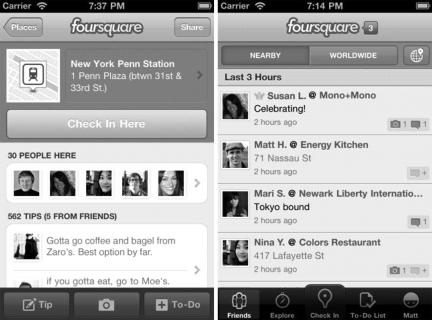 Carrier 7:37 PM
Places foursquare Share
New York Penn Station
1 Penn Plaza (btwn 31st &
33rd St.)
Check In Here
30 PEOPLE HERE
562 TIPS (5 FROM FRIENDS)
Gotta go coffee and bagel from
Zaro's. Best option by far.
if you gotta eat, go to Moe's.
Tip To-Do
Carrier 7:14 PM
foursquare 3
NEARBY WORLDWIDE
Last 3 Hours
Susan L. @ Mono+Mono
Celebrating!
2 hours ago 1 1
Matt H. @ Energy Kitchen
71 Nassau St
2 hours ago +
Mari S. @ Newark Liberty Internatio...
Tokyo bound
2 hours ago 1 2
Nina Y. @ Colors Restaurant
417 Lafayette St
2 hours ago +
Friends Explore Check In To-Do List Matt